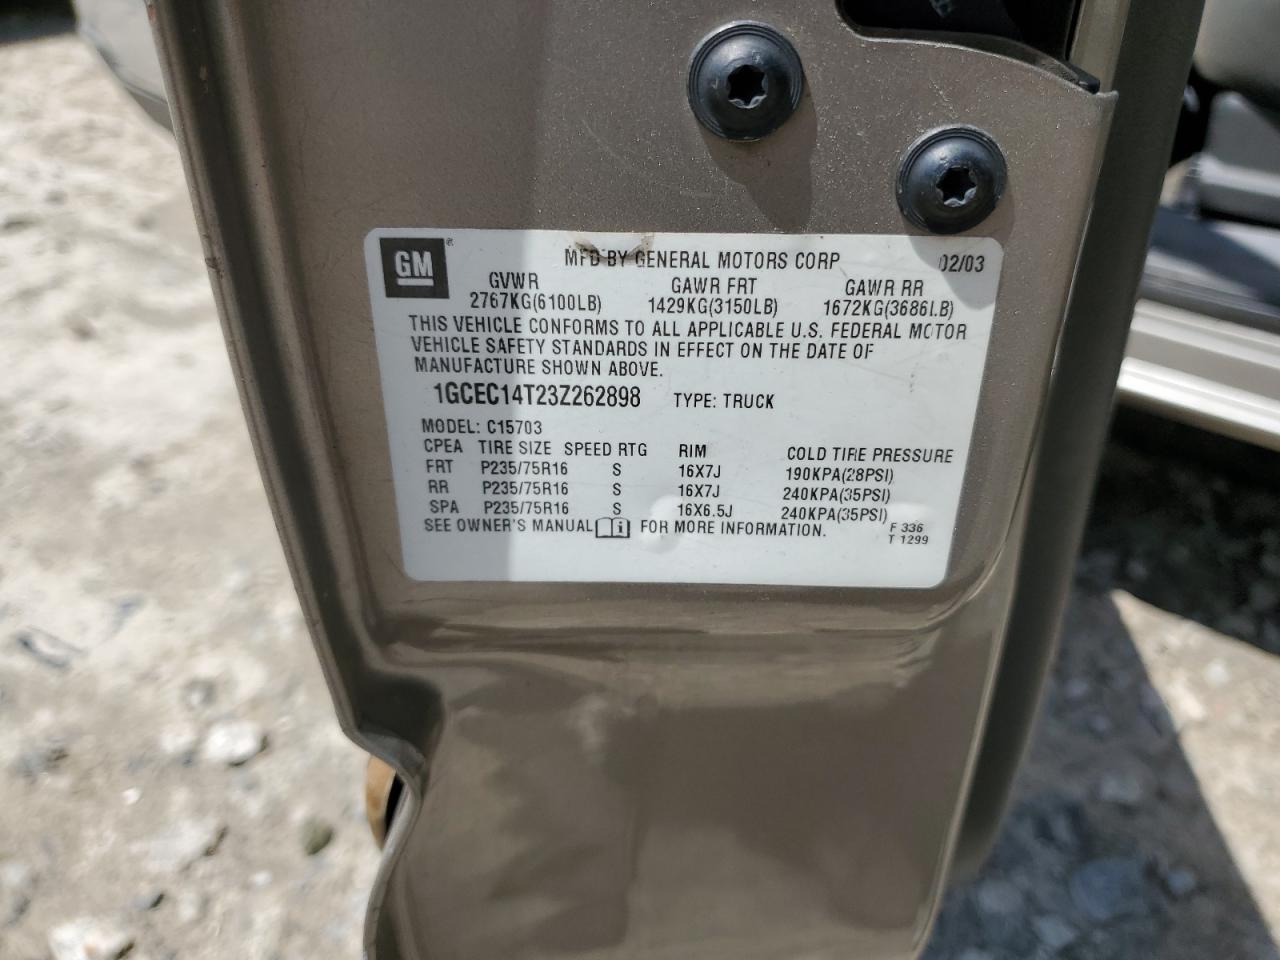 GM ® MFD BY GENERAL MOTORS CORP 02/03
GVWR GAWR FRT GAWR RR
2767KG(6100LB) 1429KG(3150LB) 1672KG(3686LB)
THIS VEHICLE CONFORMS TO ALL APPLICABLE U.S. FEDERAL MOTOR
VEHICLE SAFETY STANDARDS IN EFFECT ON THE DATE OF
MANUFACTURE SHOWN ABOVE.
1GCEC14T23Z262898 TYPE: TRUCK
MODEL: C15703
CPEA TIRE SIZE SPEED RTG RIM COLD TIRE PRESSURE
FRT P235/75R16 S 16X7J 190KPA(28PSI)
RR P235/75R16 S 16X7J 240KPA(35PSI)
SPA P235/75R16 S 16X6.5J 240KPA(35PSI)
SEE OWNER'S MANUAL i FOR MORE INFORMATION.
F 336
T 1299